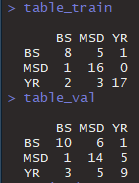 > table_train
BS MSD YR
BS 8 5 1
MSD 1 16 0
YR 2 3 17
> table_val
BS MSD YR
BS 10 6 1
MSD 1 14 5
YR 3 5 9